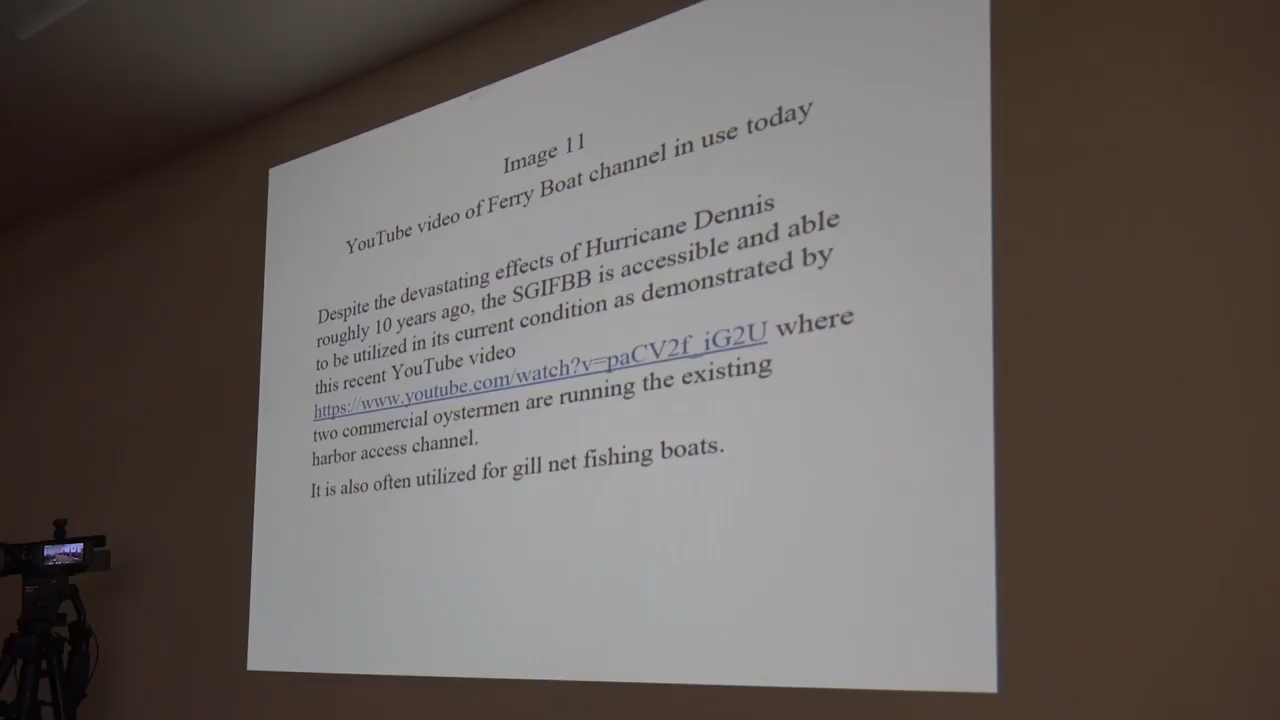 Image 11
YouTube video of Ferry Boat channel in use today
Despite the devastating effects of Hurricane Dennis
roughly 10 years ago, the SGIFBB is accessible and able
to be utilized in its current condition as demonstrated by
this recent YouTube video
https://www.youtube.com/watch?v=paCV2f_iG2U where
two commercial oystermen are running the existing
harbor access channel.
It is also often utilized for gill net fishing boats.